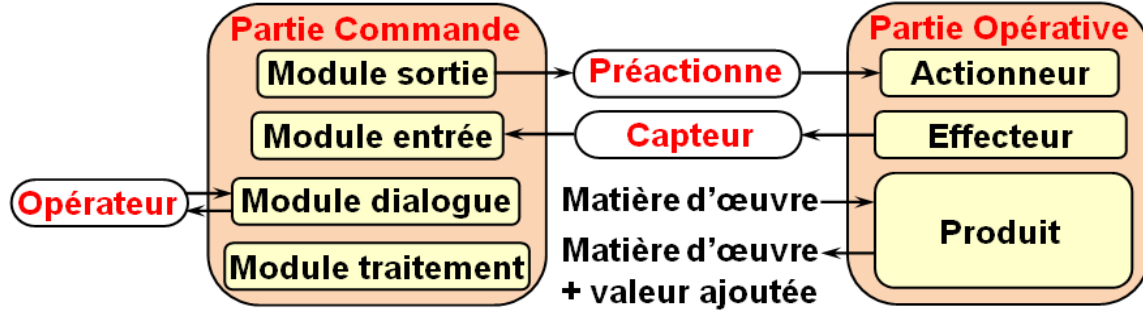 Partie Commande
Module sortie
Module entrée
Module dialogue
Module traitement
Opérateur
Préactionne
Capteur
Matière d'œuvre
Matière d'œuvre
+ valeur ajoutée
Partie Opérative
Actionneur
Effecteur
Produit